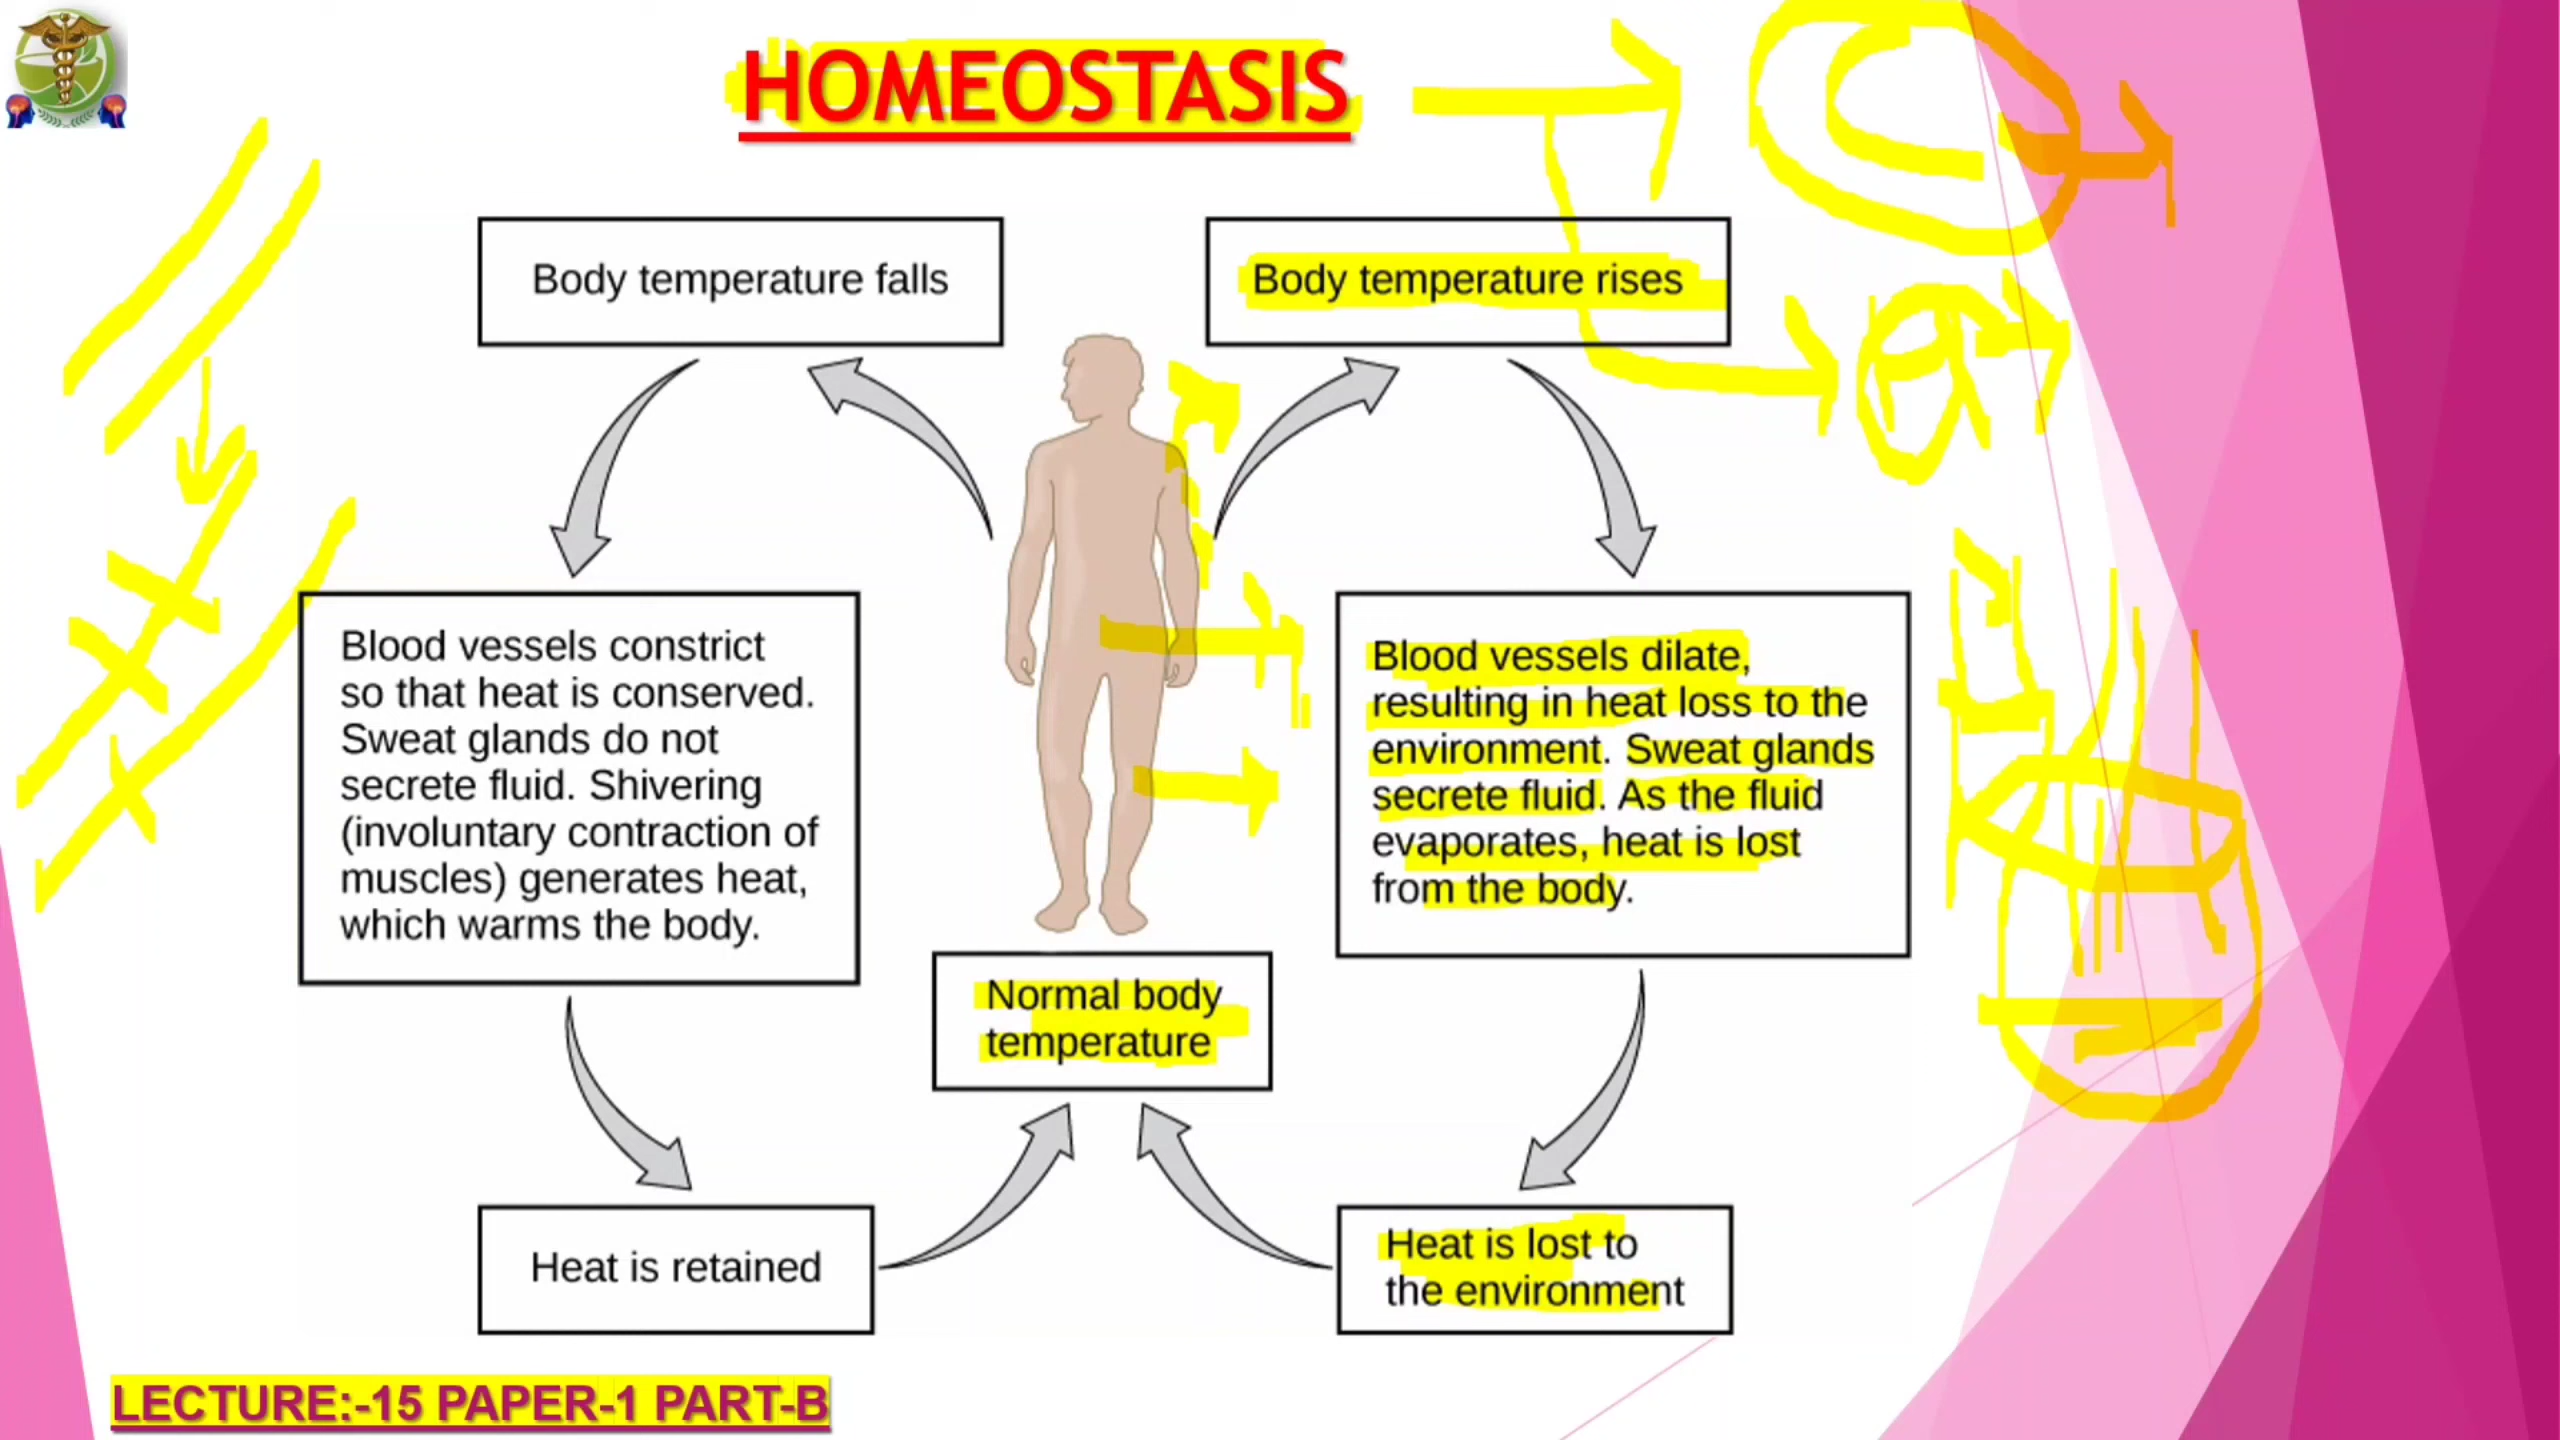 HOMEOSTASIS
Body temperature falls
Body temperature rises
Blood vessels constrict
so that heat is conserved.
Sweat glands do not
secrete fluid. Shivering
(involuntary contraction of
muscles) generates heat,
which warms the body.
Blood vessels dilate,
resulting in heat loss to the
environment. Sweat glands
secrete fluid. As the fluid
evaporates, heat is lost
from the body.
Normal body
temperature
Heat is retained
Heat is lost to
the environment
LECTURE:-15 PAPER-1 PART-B